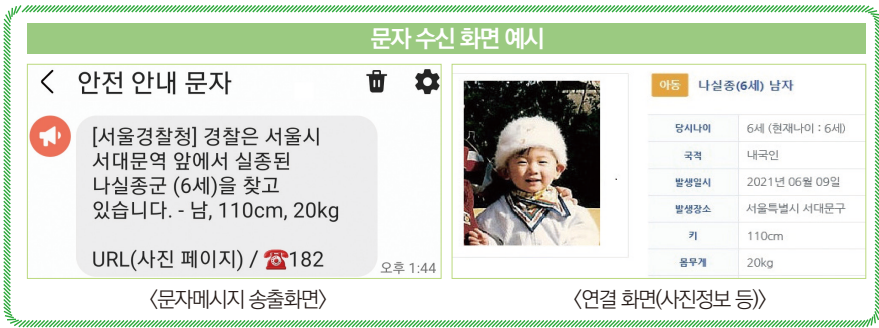 문자 수신 화면 예시
안전 안내 문자
[서울경찰청] 경찰은 서울시
서대문역 앞에서 실종된
나실종군 (6세)을 찾고
있습니다. - 남, 110cm, 20kg
URL(사진 페이지) / ☎182
오후 1:44
<문자메시지 송출화면>
아동 나실종(6세) 남자
당시나이 6세 (현재나이 : 6세)
국적 내국인
발생일시 2021년 06월 09일
발생장소 서울특별시 서대문구
키 110cm
몸무게 20kg
<연결 화면(사진정보 등)>